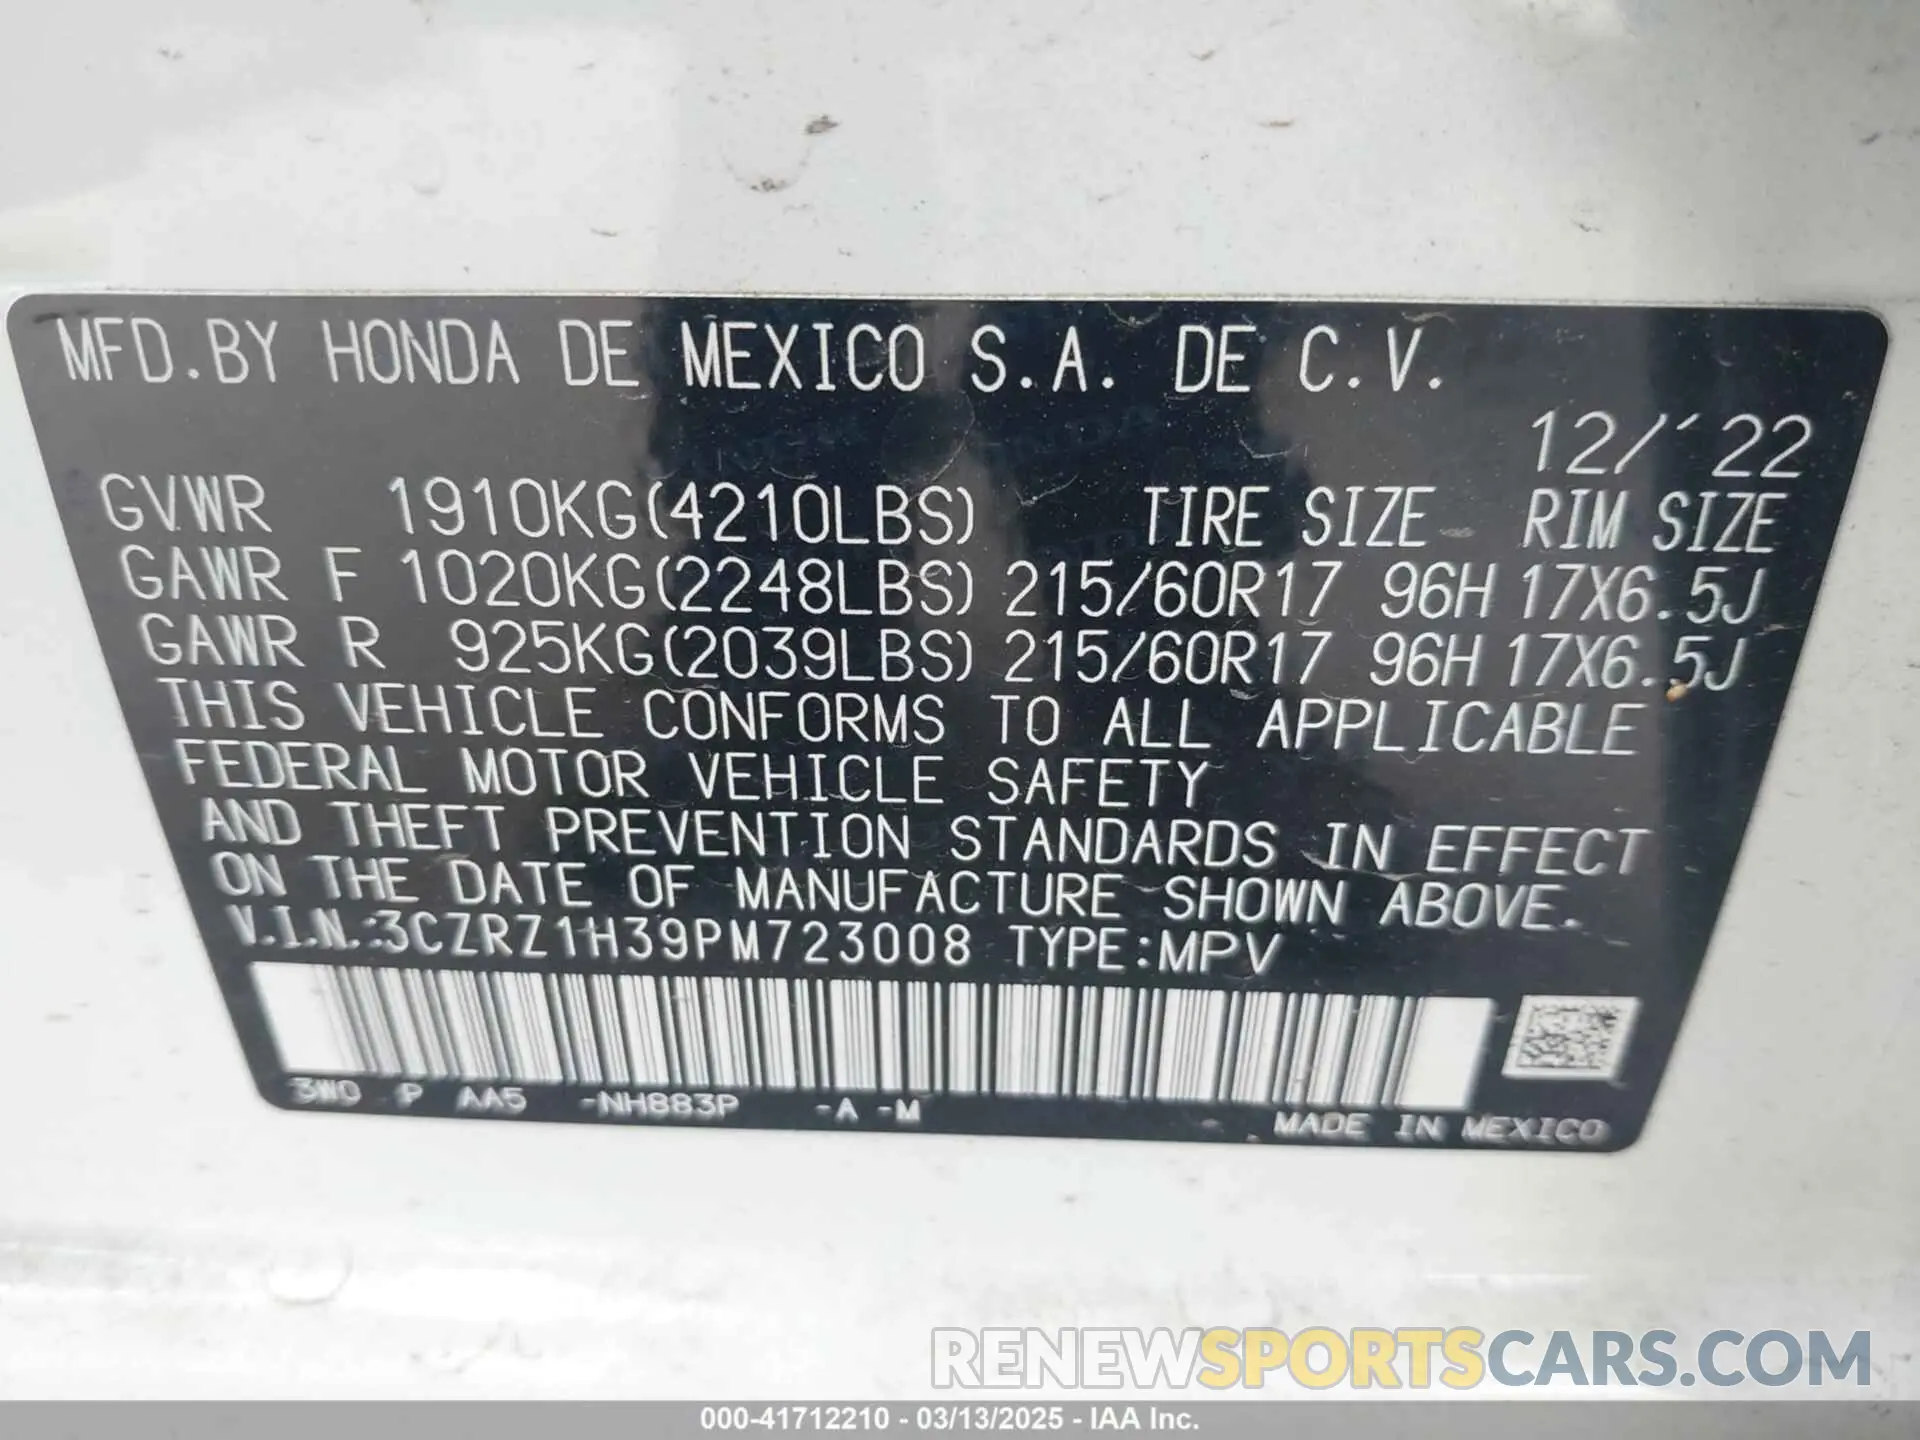 MFD.BY HONDA DE MEXICO S.A. DE C.V.
12/'22
GVWR 1910KG(4210LBS) TIRE SIZE RIM SIZE
GAWR F 1020KG(2248LBS) 215/60R17 96H 17X6.5J
GAWR R 925KG(2039LBS) 215/60R17 96H 17X6.5J
THIS VEHICLE CONFORMS TO ALL APPLICABLE
FEDERAL MOTOR VEHICLE SAFETY
AND THEFT PREVENTION STANDARDS IN EFFECT
ON THE DATE OF MANUFACTURE SHOWN ABOVE.
V.I.N.:3CZRZ1H39PM723008 TYPE:MPV
3W0 P AA5 -NH883P -A -M
MADE IN MEXICO
RENEWSPORTSCARS.COM
000-41712210 - 03/13/2025 - IAA Inc.